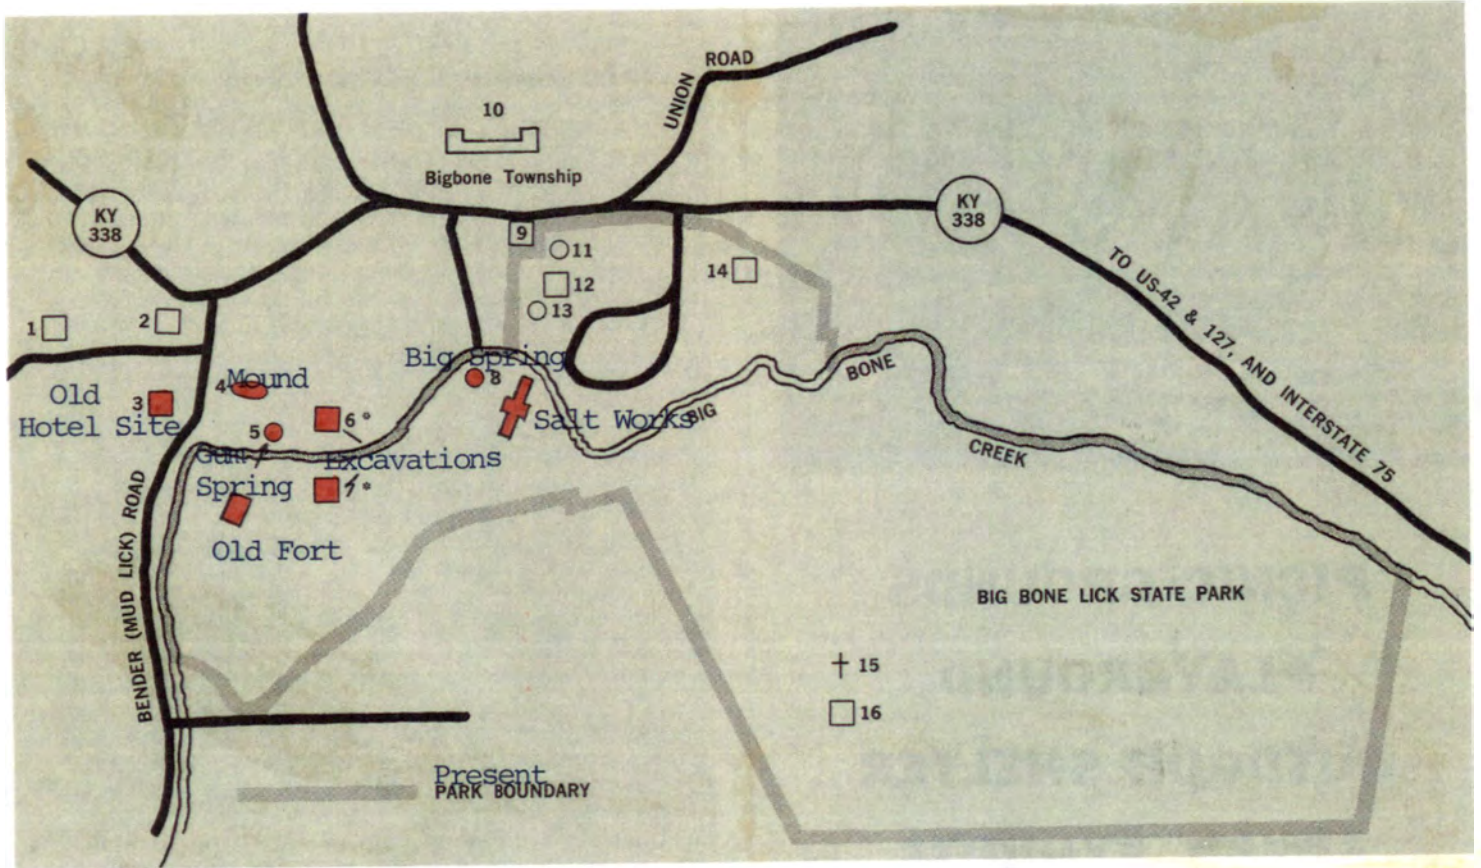 UNION ROAD
10
Bigbone Township
KY
338
KY
338
9
11
12
13
14
TO US-42 & 127, AND INTERSTATE 75
1
2
Big Spring
8
BONE
Old
Hotel Site
3
4
Mound
5
6*
Salt Works
BIG
CREEK
Gum
Spring
Excavations
7*
Old Fort
BENDER (MUD LICK) ROAD
BIG BONE LICK STATE PARK
15
16
Present
PARK BOUNDARY